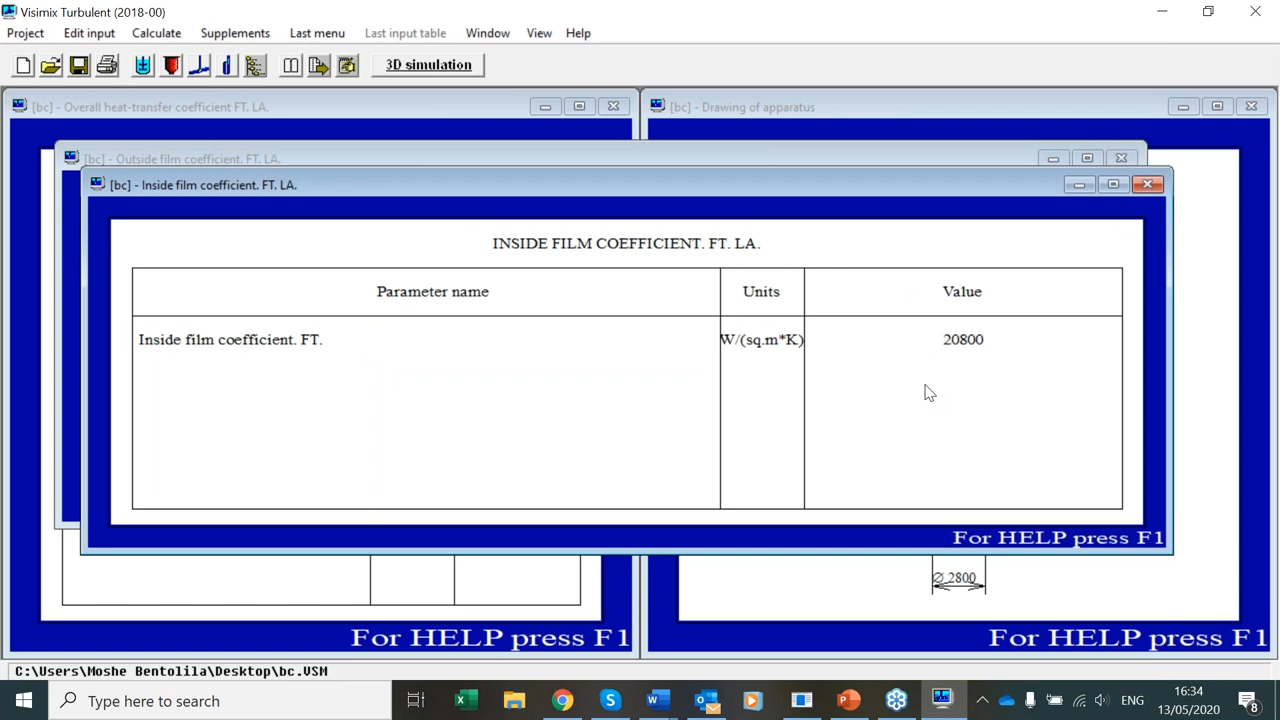 Visimix Turbulent (2018-00)
Project Edit input Calculate Supplements Last menu Last input table Window View Help
3D simulation
[bc] - Overall heat-transfer coefficient FT. LA.
[bc] - Drawing of apparatus
[bc] - Outside film coefficient. FT. LA.
[bc] - Inside film coefficient. FT. LA.
INSIDE FILM COEFFICIENT. FT. LA.
Parameter name Units Value
Inside film coefficient. FT. W/(sq.m*K) 20800
For HELP press F1
Ø 2800
For HELP press F1
For HELP press F1
C:\Users\Moshe Bentolila\Desktop\bc.VSM
Type here to search
ENG
16:34
13/05/2020
8